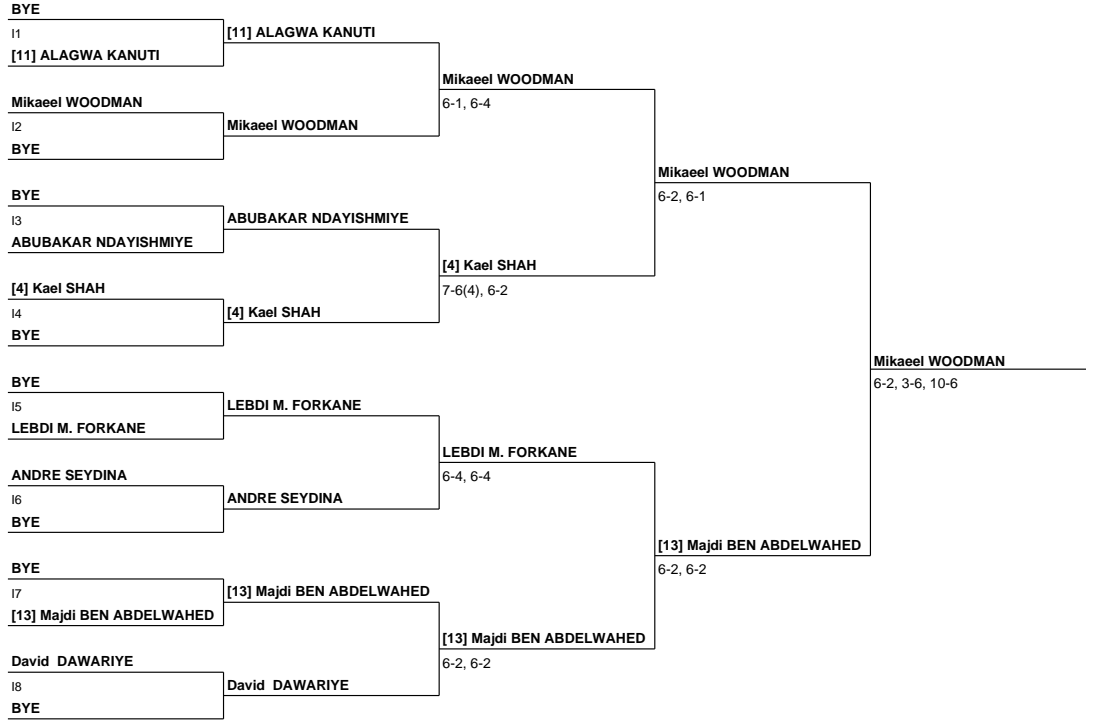 BYE
I1
[11] ALAGWA KANUTI
Mikaeel WOODMAN
I2
BYE
BYE
I3
ABUBAKAR NDAYISHMIYE
[4] Kael SHAH
I4
BYE
BYE
I5
LEBDI M. FORKANE
ANDRE SEYDINA
I6
BYE
BYE
I7
[13] Majdi BEN ABDELWAHED
David  DAWARIYE
I8
BYE
[11] ALAGWA KANUTI
Mikaeel WOODMAN
ABUBAKAR NDAYISHMIYE
[4] Kael SHAH
LEBDI M. FORKANE
ANDRE SEYDINA
[13] Majdi BEN ABDELWAHED
David  DAWARIYE
Mikaeel WOODMAN
6-1, 6-4
[4] Kael SHAH
7-6(4), 6-2
LEBDI M. FORKANE
6-4, 6-4
[13] Majdi BEN ABDELWAHED
6-2, 6-2
Mikaeel WOODMAN
6-2, 6-1
[13] Majdi BEN ABDELWAHED
6-2, 6-2
Mikaeel WOODMAN
6-2, 3-6, 10-6